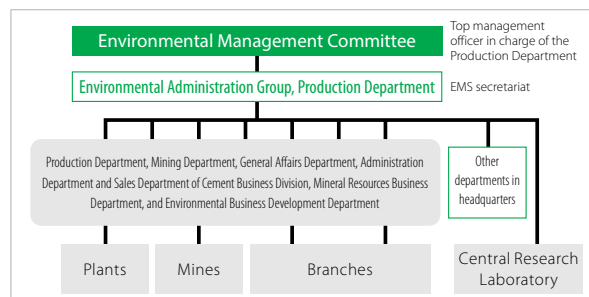 Environmental Management Committee
Top management
officer in charge of the
Production Department
Environmental Administration Group, Production Department
EMS secretariat
Production Department, Mining Department, General Affairs Department, Administration
Department and Sales Department of Cement Business Division, Mineral Resources Business
Department, and Environmental Business Development Department
Other
departments in
headquarters
Plants
Mines
Branches
Central Research
Laboratory